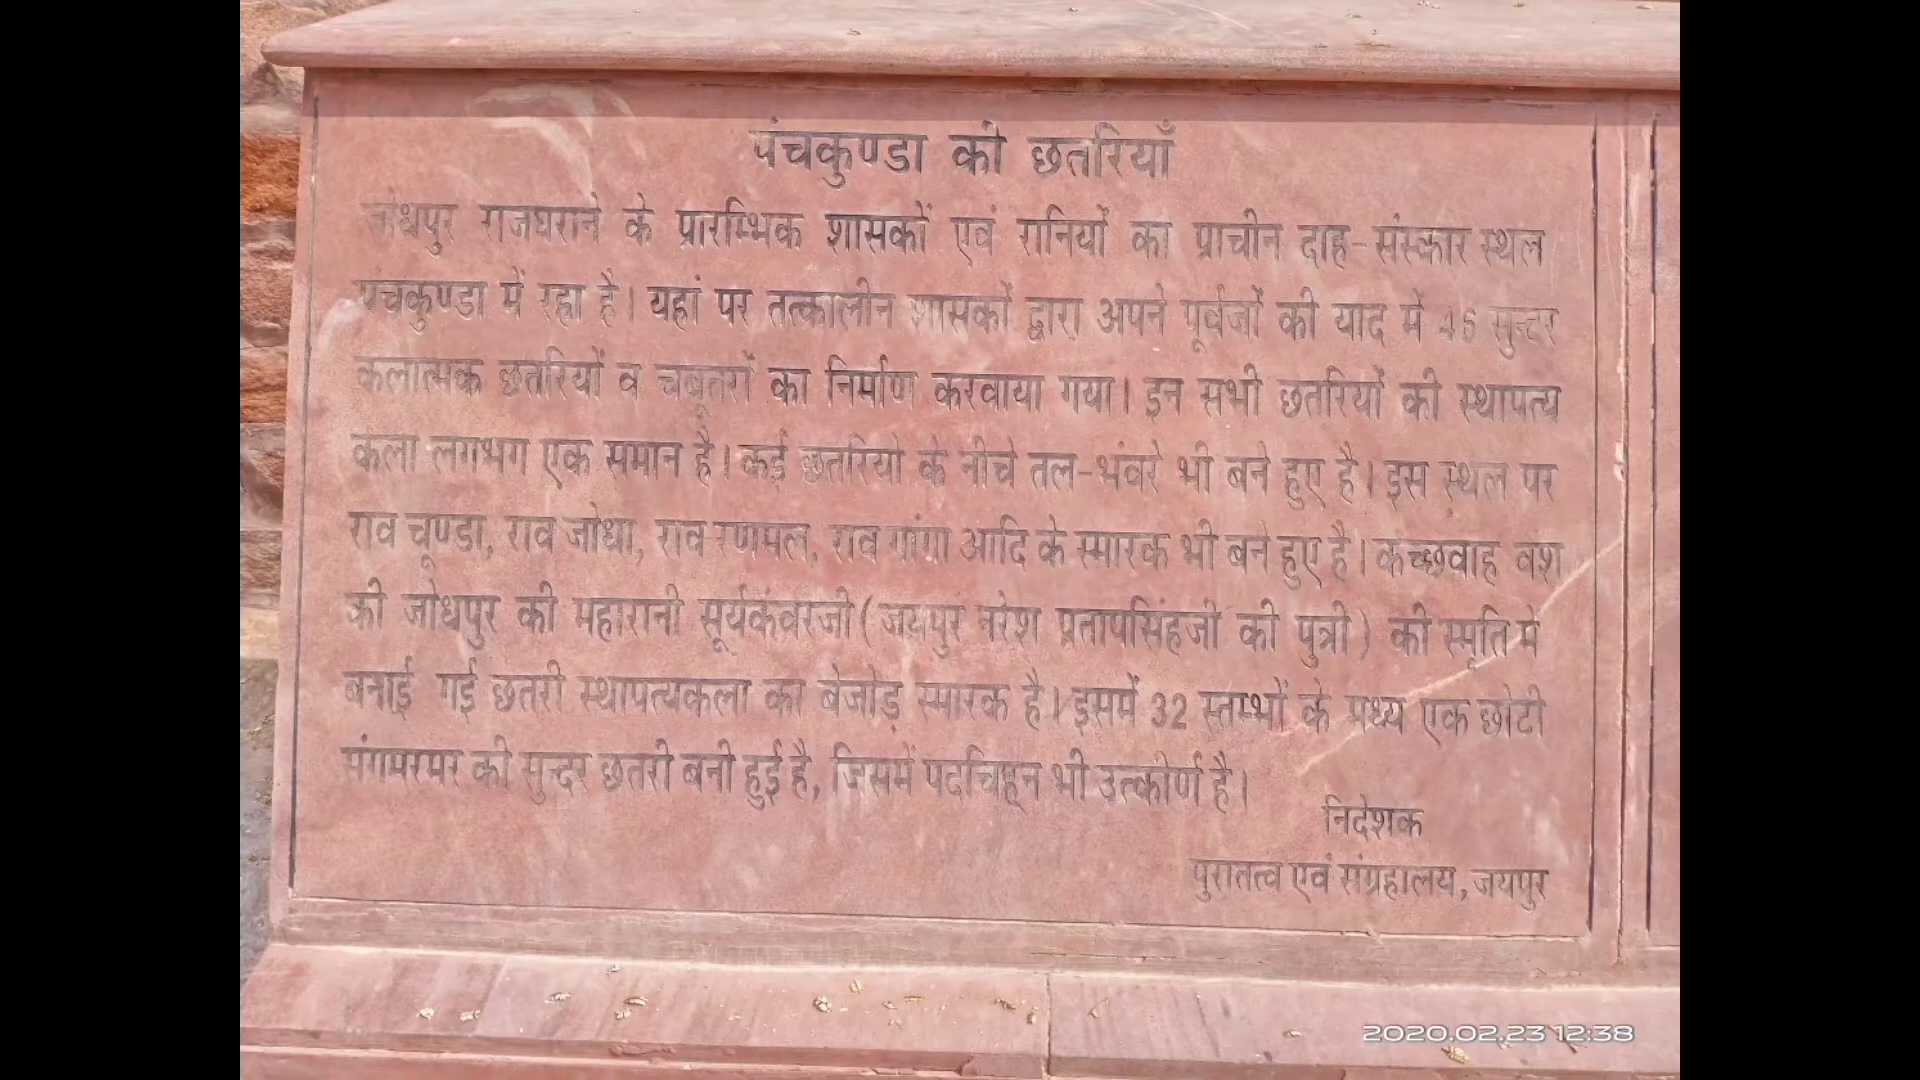 पंचकुण्डा की छतरियाँ
जोधपुर राजघराने के प्रारम्भिक शासकों एवं रानियों का प्राचीन दाह-संस्कार स्थल
पंचकुण्डा में रहा है। यहां पर तत्कालीन शासकों द्वारा अपने पूर्वजों की याद मे 46 सुन्दर
कलात्मक छतरियों व चबूतरों का निर्माण करवाया गया। इन सभी छतरियों की स्थापत्य
कला लगभग एक समान है। कई छतरियो के नीचे तल-भंवरे भी बने हुए है। इस स्थल पर
राव चूण्डा, राव जोधा, राव रणमल, राव गांगा आदि के स्मारक भी बने हुए है। कच्छवाह वंश
की जोधपुर की महारानी सूर्यकंवरजी (जयपुर नरेश प्रतापसिंहजी की पुत्री) की स्मृति मे
बनाई गई छतरी स्थापत्यकला का बेजोड़ स्मारक है। इसमें 32 स्तम्भों के मध्य एक छोटी
संगमरमर की सुन्दर छतरी बनी हुई है, जिसमें पदचिहून भी उत्कीर्ण है।
निदेशक
पुरातत्व एवं संग्रहालय, जयपुर
2020.02.23 12:38